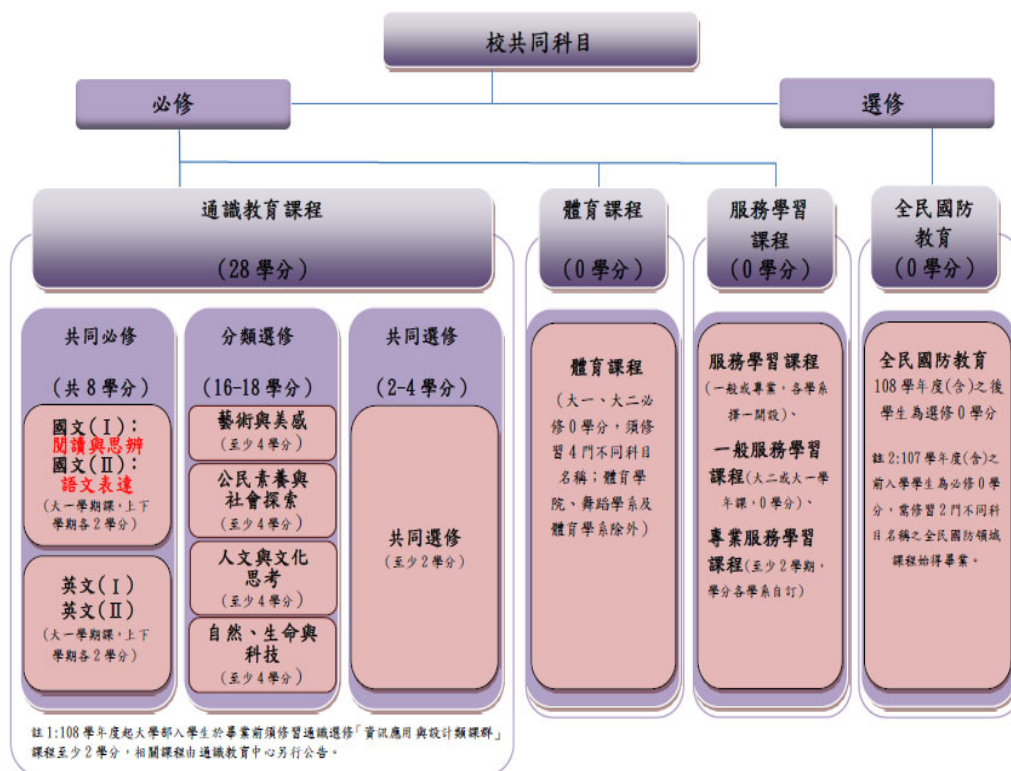 校共同科目
必修
選修
通識教育課程
(28 學分)
體育課程
(0 學分)
服務學習
課程
(0 學分)
全民國防
教育
(0 學分)
共同必修
(共 8 學分)
國文(Ⅰ):
閱讀與思辨
國文(Ⅱ):
語文表達
(大一學期課,上下
學期各 2 學分)
英文(Ⅰ)
英文(Ⅱ)
(大一學期課,上下
學期各 2 學分)
分類選修
(16-18 學分)
藝術與美感
(至少 4 學分)
公民素養與
社會探索
(至少 4 學分)
人文與文化
思考
(至少 4 學分)
自然、生命與
科技
(至少 4 學分)
共同選修
(2-4 學分)
共同選修
(至少 2 學分)
體育課程
(大一、大二必
修 0 學分,須修
習 4 門不同科目
名稱;體育學
院、舞蹈學系及
體育學系除外)
服務學習課程
(一般或專業,各學系
擇一開設)、
一般服務學習
課程(大二或大一學
年課,0 學分)、
專業服務學習
課程(至少 2 學期,
學分各學系自訂)
全民國防教育
108 學年度(含)之後
學生為選修 0 學分
註 2:107 學年度(含)之
前入學學生為必修 0 學
分,需修習 2 門不同科
目名稱之全民國防領域
課程始得畢業。
註 1:108 學年度起大學部入學生於畢業前須修習通識選修「資訊應用與設計類課群」
課程至少 2 學分,相關課程由通識教育中心另行公告。